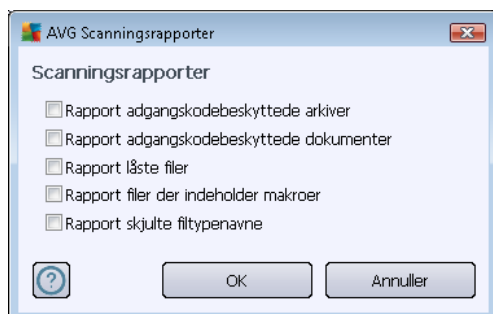 AVG Scanningsrapporter
Scanningsrapporter
Rapport adgangskodebeskyttede arkiver
Rapport adgangskodebeskyttede dokumenter
Rapport låste filer
Rapport filer der indeholder makroer
Rapport skjulte filtypenavne
? OK Annuller